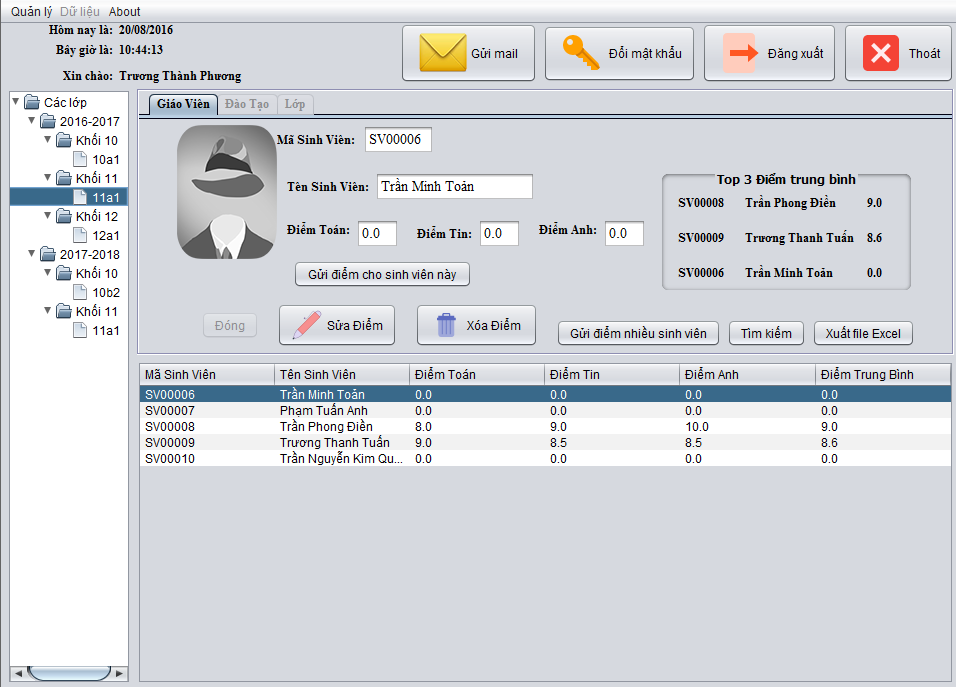 Quản lý Dữ liệu About
Hôm nay là: 20/08/2016
Bây giờ là: 10:44:13
Xin chào: Trương Thành Phương
Gửi mail
Đổi mật khẩu
Đăng xuất
Thoát
Các lớp
2016-2017
Khối 10
10a1
Khối 11
11a1
Khối 12
12a1
2017-2018
Khối 10
10b2
Khối 11
11a1
Giáo Viên Đào Tạo Lớp
Mã Sinh Viên: SV00006
Tên Sinh Viên: Trần Minh Toản
Điểm Toán: 0.0 Điểm Tin: 0.0 Điểm Anh: 0.0
Gửi điểm cho sinh viên này
Top 3 Điểm trung bình
SV00008 Trần Phong Điền 9.0
SV00009 Trương Thanh Tuấn 8.6
SV00006 Trần Minh Toản 0.0
Đóng Sửa Điểm Xóa Điểm Gửi điểm nhiều sinh viên Tìm kiếm Xuất file Excel
Mã Sinh Viên Tên Sinh Viên Điểm Toán Điểm Tin Điểm Anh Điểm Trung Bình
SV00006 Trần Minh Toản 0.0 0.0 0.0 0.0
SV00007 Phạm Tuấn Anh 0.0 0.0 0.0 0.0
SV00008 Trần Phong Điền 8.0 9.0 10.0 9.0
SV00009 Trương Thanh Tuấn 9.0 8.5 8.5 8.6
SV00010 Trần Nguyễn Kim Qu... 0.0 0.0 0.0 0.0